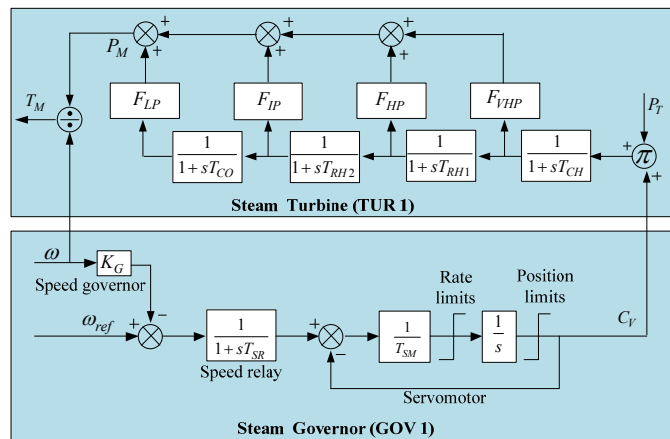 P_M
+ + + + + +
T_M
÷
F_LP F_IP F_HP F_VHP
P_T
1 / 1 + sT_CO
1 / 1 + sT_RH2
1 / 1 + sT_RH1
1 / 1 + sT_CH
+ π +
Steam Turbine (TUR 1)
ω
K_G
Speed governor
ω_ref
+ −
1 / 1 + sT_SR
Speed relay
+ −
1 / T_SM
Rate
limits
1 / s
Position
limits
C_V
Servomotor
Steam Governor (GOV 1)